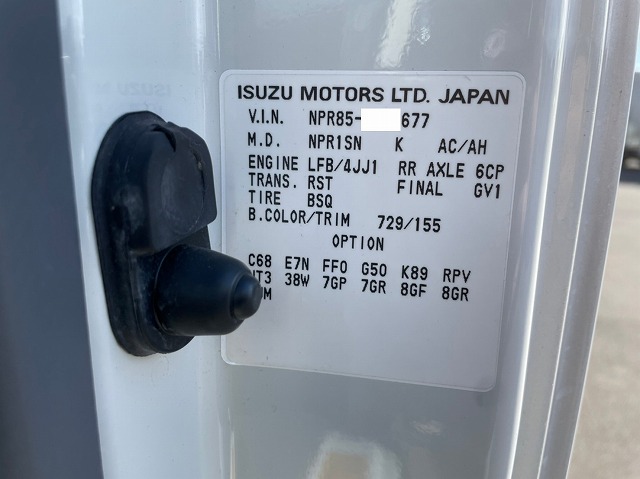 ISUZU MOTORS LTD. JAPAN
V.I.N. NPR85- 677
M.D. NPR1SN K AC/AH
ENGINE LFB/4JJ1 RR AXLE 6CP
TRANS. RST FINAL GV1
TIRE BSQ
B.COLOR/TRIM 729/155
OPTION
C68 E7N FF0 G50 K89 RPV
38W 7GP 7GR 8GF 8GR